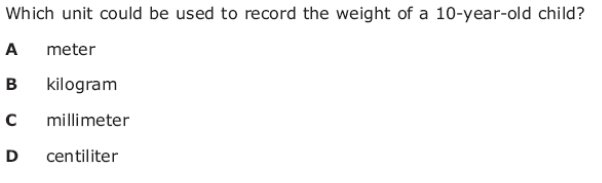 Which unit could be used to record the weight of a 10-year-old child?
A meter
B kilogram
C millimeter
D centiliter